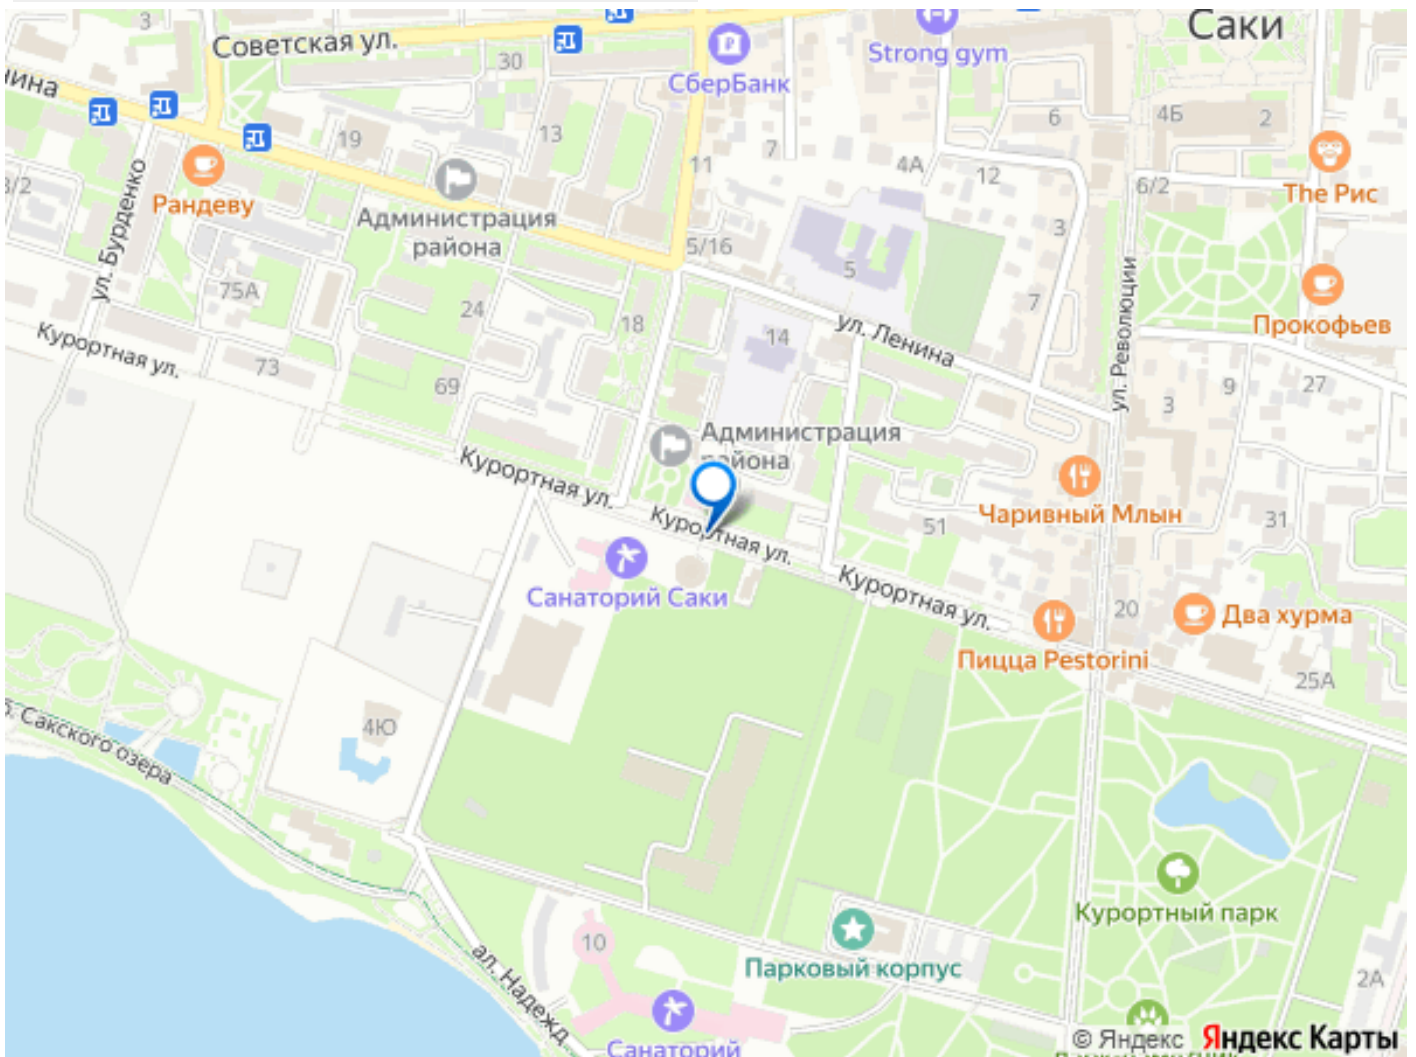 3
Советская ул.
30
СберБанк
Strong gym
Саки
нина
19
13
11
7
4А
12
6
4Б
2
The Рис
3/2
Рандеву
ул. Бурденко
Администрация
района
5/16
5
3
6/2
ул. Революции
75А
24
18
14
ул. Ленина
7
Прокофьев
Курортная ул.
73
69
9
27
3
Администрация
района
Курортная ул.
Курортная ул.
51
Чаривный Млын
31
Санаторий Саки
Курортная ул.
20
Два хурма
Пицца Pestorini
25А
4Ю
б. Сакского озера
Курортный парк
10
Парковый корпус
2А
ал. Надежд
Санаторий
© Яндекс Яндекс Карты